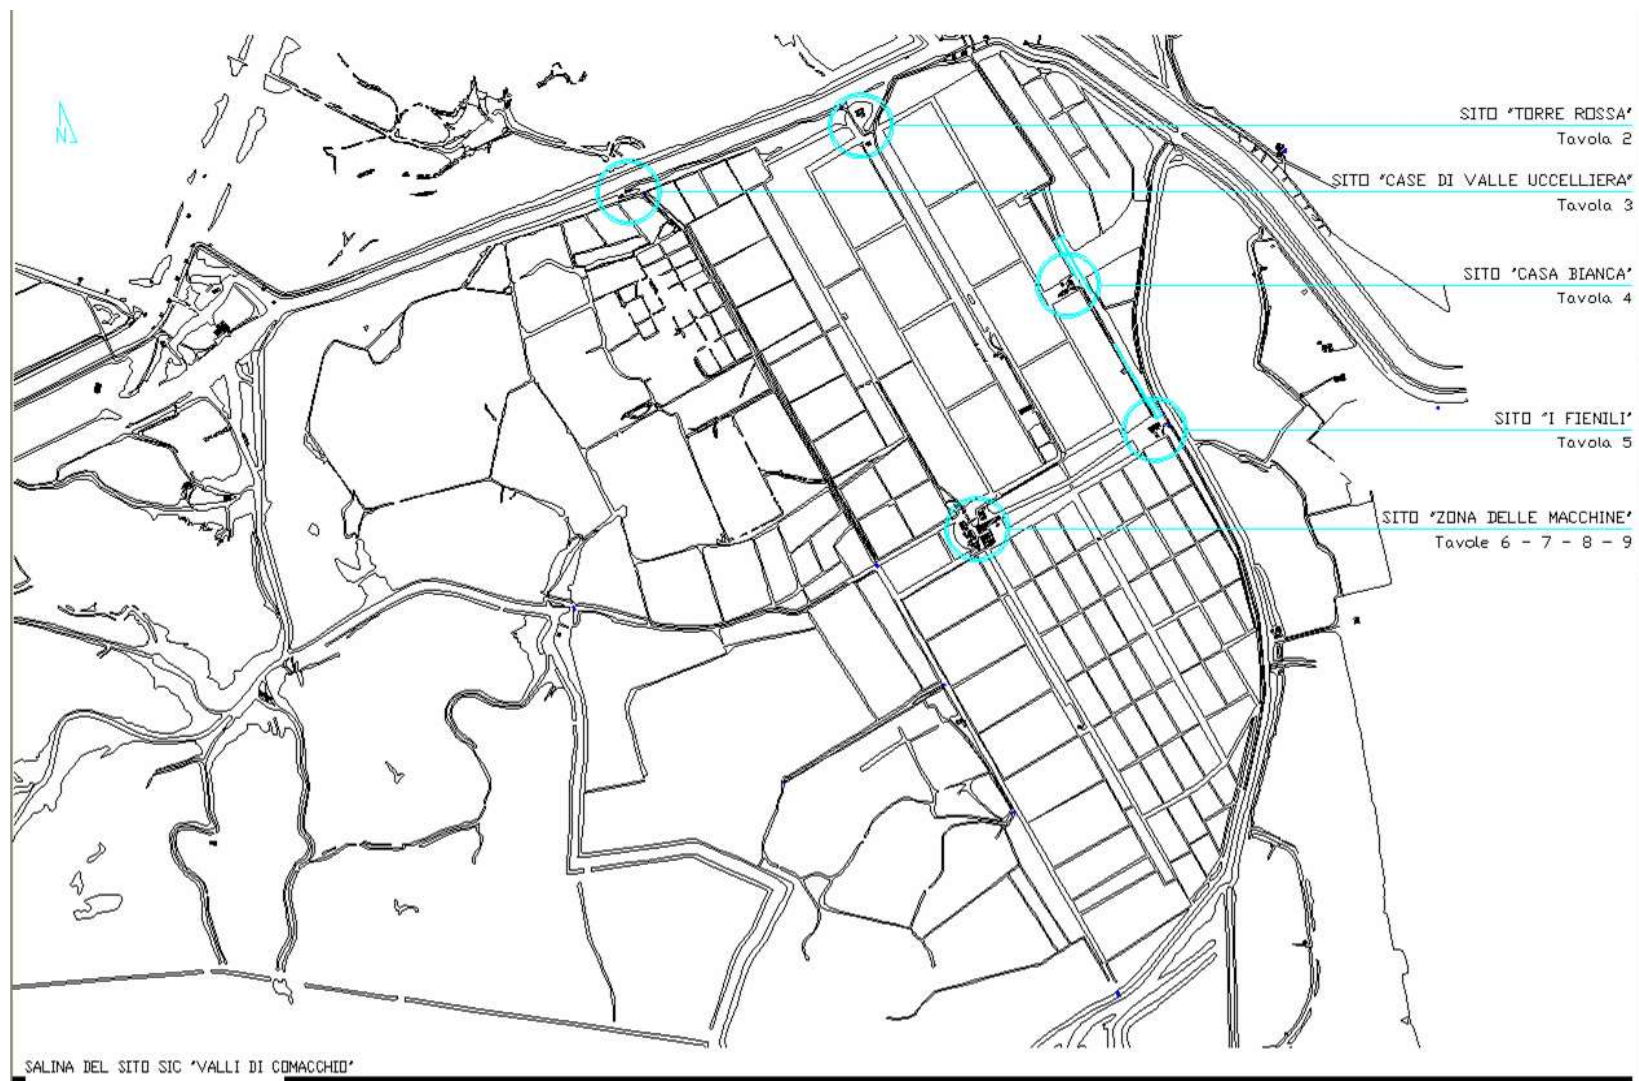 N
SITO "TORRE ROSSA"
Tavola 2
SITO "CASE DI VALLE UCCELLIERA"
Tavola 3
SITO "CASA BIANCA"
Tavola 4
SITO "I FIENILI"
Tavola 5
SITO "ZONA DELLE MACCHINE"
Tavole 6 - 7 - 8 - 9
SALINA DEL SITO SIC "VALLI DI COMACCHIO"